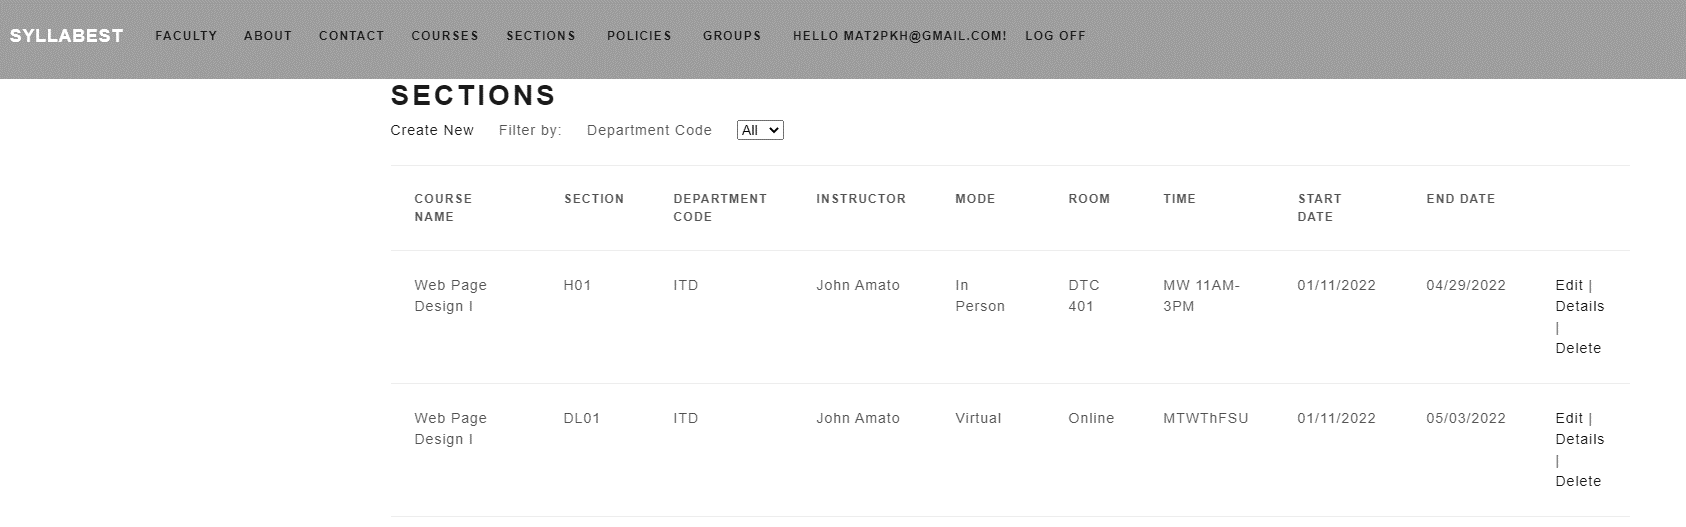 SYLLABEST FACULTY ABOUT CONTACT COURSES SECTIONS POLICIES GROUPS HELLO MAT2PKH@GMAIL.COM! LOG OFF
SECTIONS
Create New Filter by: Department Code All
COURSE NAME SECTION DEPARTMENT CODE INSTRUCTOR MODE ROOM TIME START DATE END DATE
Web Page Design I H01 ITD John Amato In Person DTC 401 MW 11AM-3PM 01/11/2022 04/29/2022 Edit | Details | Delete
Web Page Design I DL01 ITD John Amato Virtual Online MTWThFSU 01/11/2022 05/03/2022 Edit | Details | Delete